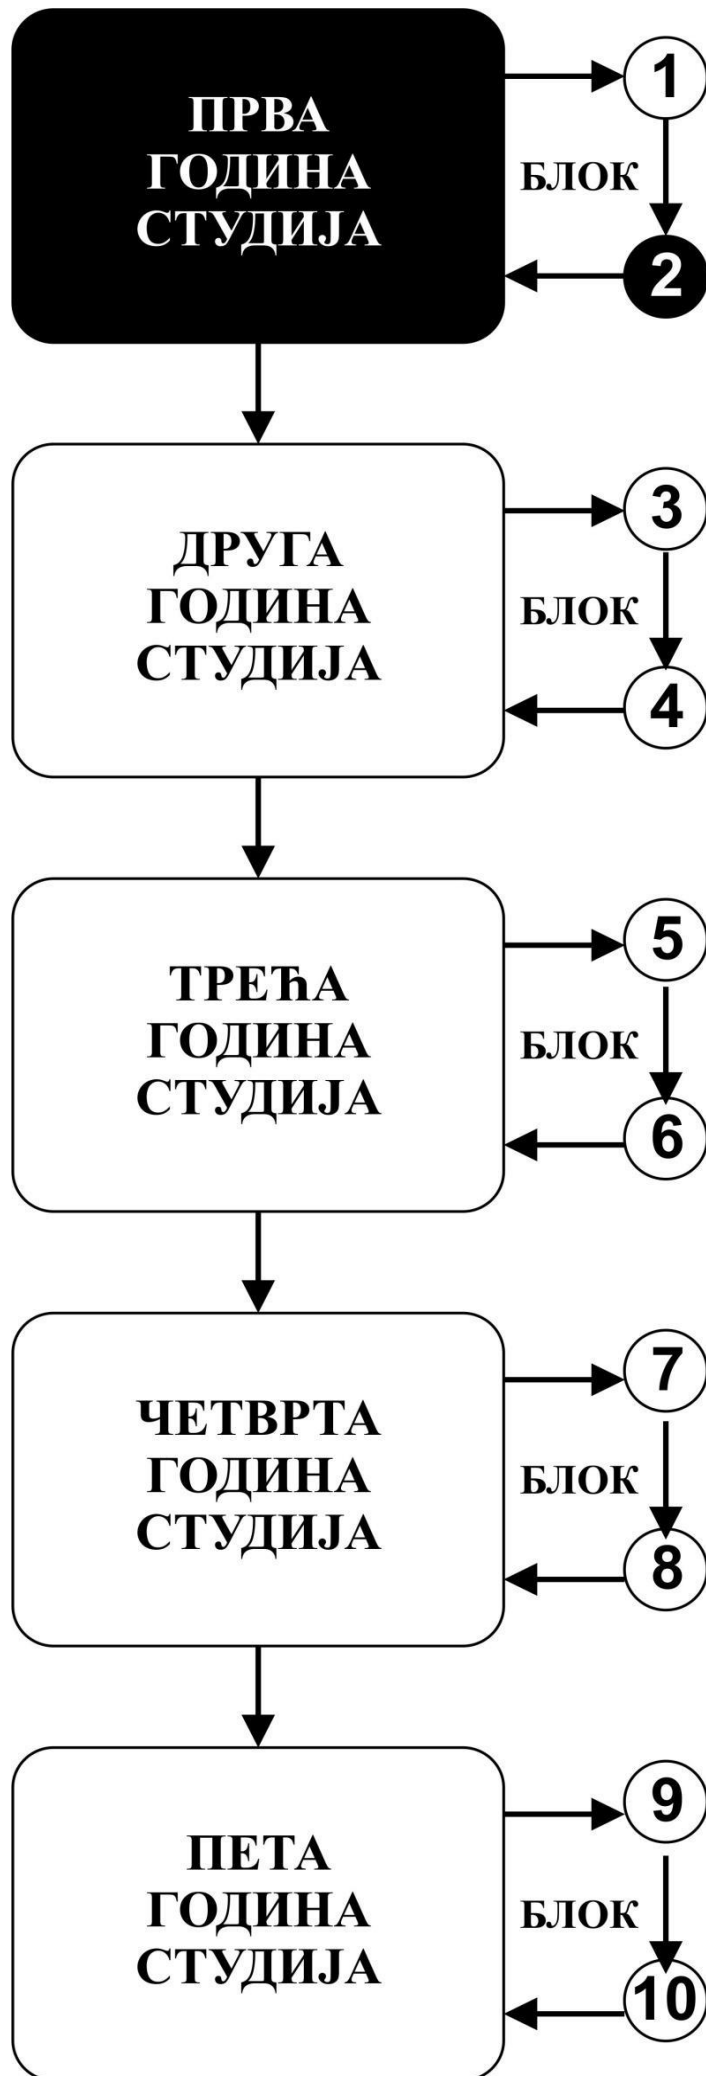 ПРВА
ГОДИНА
СТУДИЈА
1
БЛОК
2
ДРУГА
ГОДИНА
СТУДИЈА
3
БЛОК
4
ТРЕЋА
ГОДИНА
СТУДИЈА
5
БЛОК
6
ЧЕТВРТА
ГОДИНА
СТУДИЈА
7
БЛОК
8
ПЕТА
ГОДИНА
СТУДИЈА
9
БЛОК
10